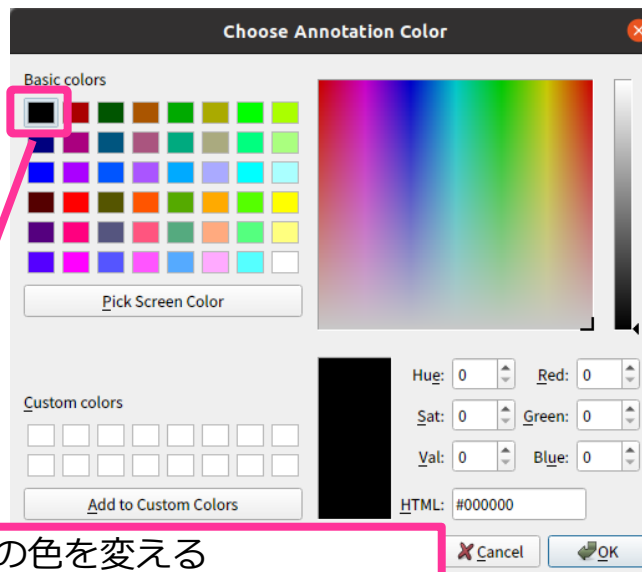 Choose Annotation Color
Basic colors
Pick Screen Color
Custom colors
Add to Custom Colors
Hue: 0 Red: 0
Sat: 0 Green: 0
Val: 0 Blue: 0
HTML: #000000
Cancel OK
の色を変える